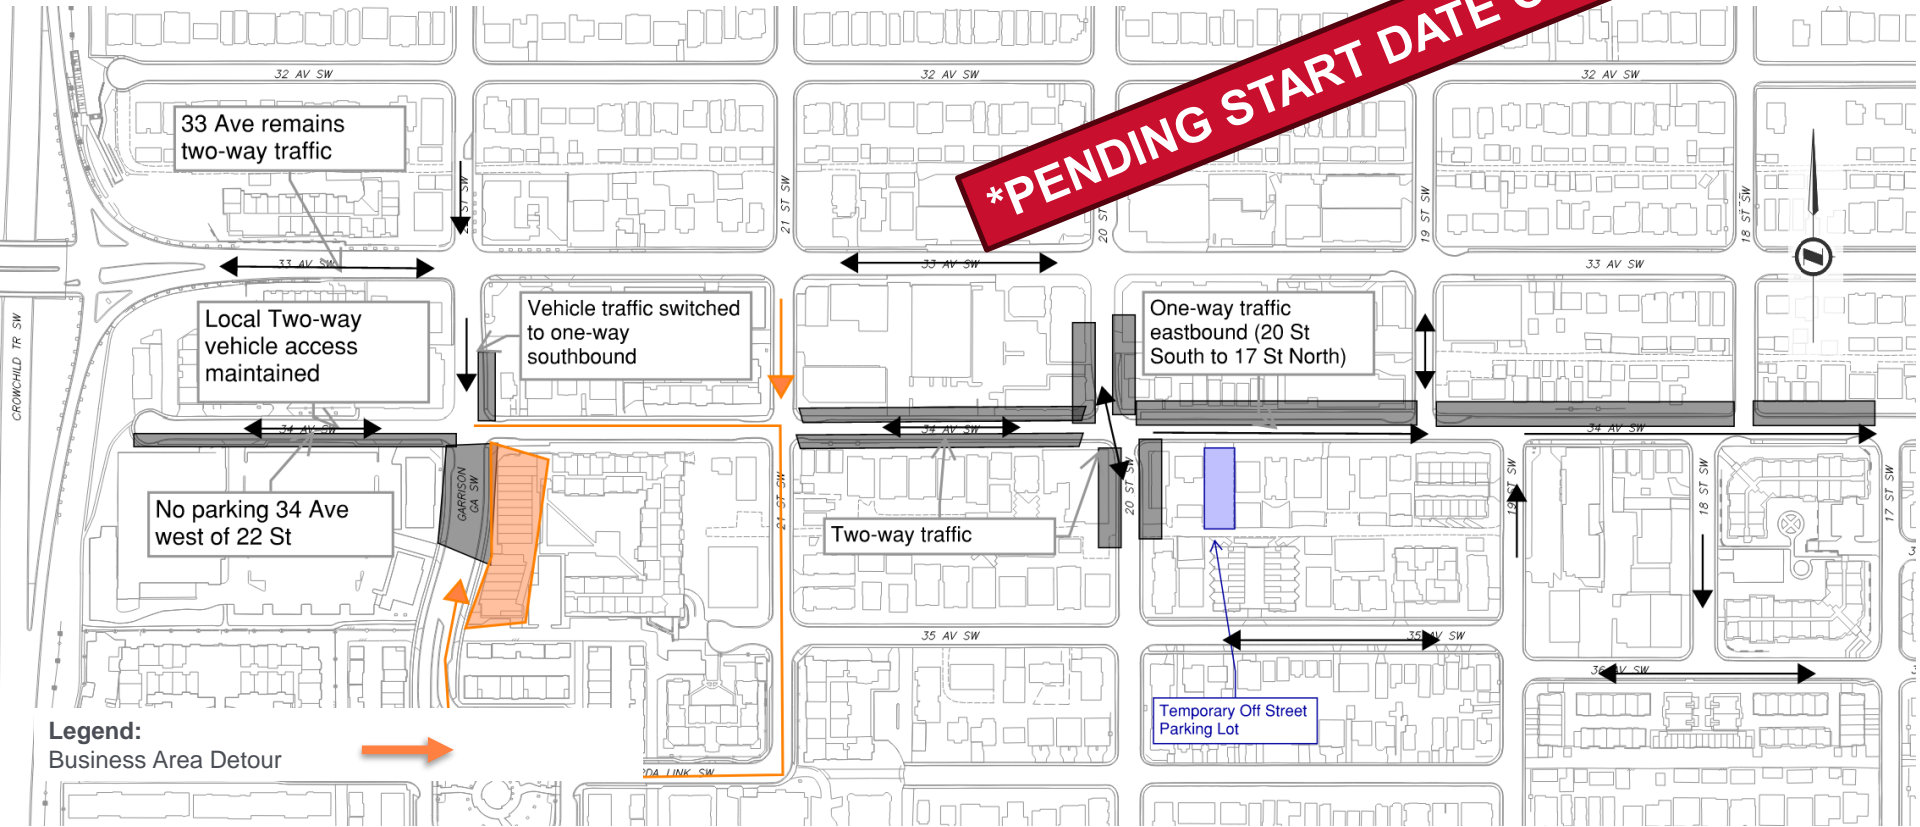 *PENDING START DATE
32 AV SW
32 AV SW
32 AV SW
33 Ave remains
two-way traffic
ST SW
21 ST SW
20 ST
19 ST SW
18 ST SW
33 AV SW
33 AV SW
33 AV SW
CROWCHILD TR SW
Local Two-way
vehicle access
maintained
Vehicle traffic switched
to one-way
southbound
One-way traffic
eastbound (20 St
South to 17 St North)
34 AV SW
34 AV SW
34 AV SW
GARRISON
GA SW
21 ST SW
20 ST SW
19 ST SW
18 ST SW
17 ST SW
No parking 34 Ave
west of 22 St
Two-way traffic
35 AV SW
35 AV SW
36 AV SW
Temporary Off Street
Parking Lot
Legend:
Business Area Detour
LINK SW